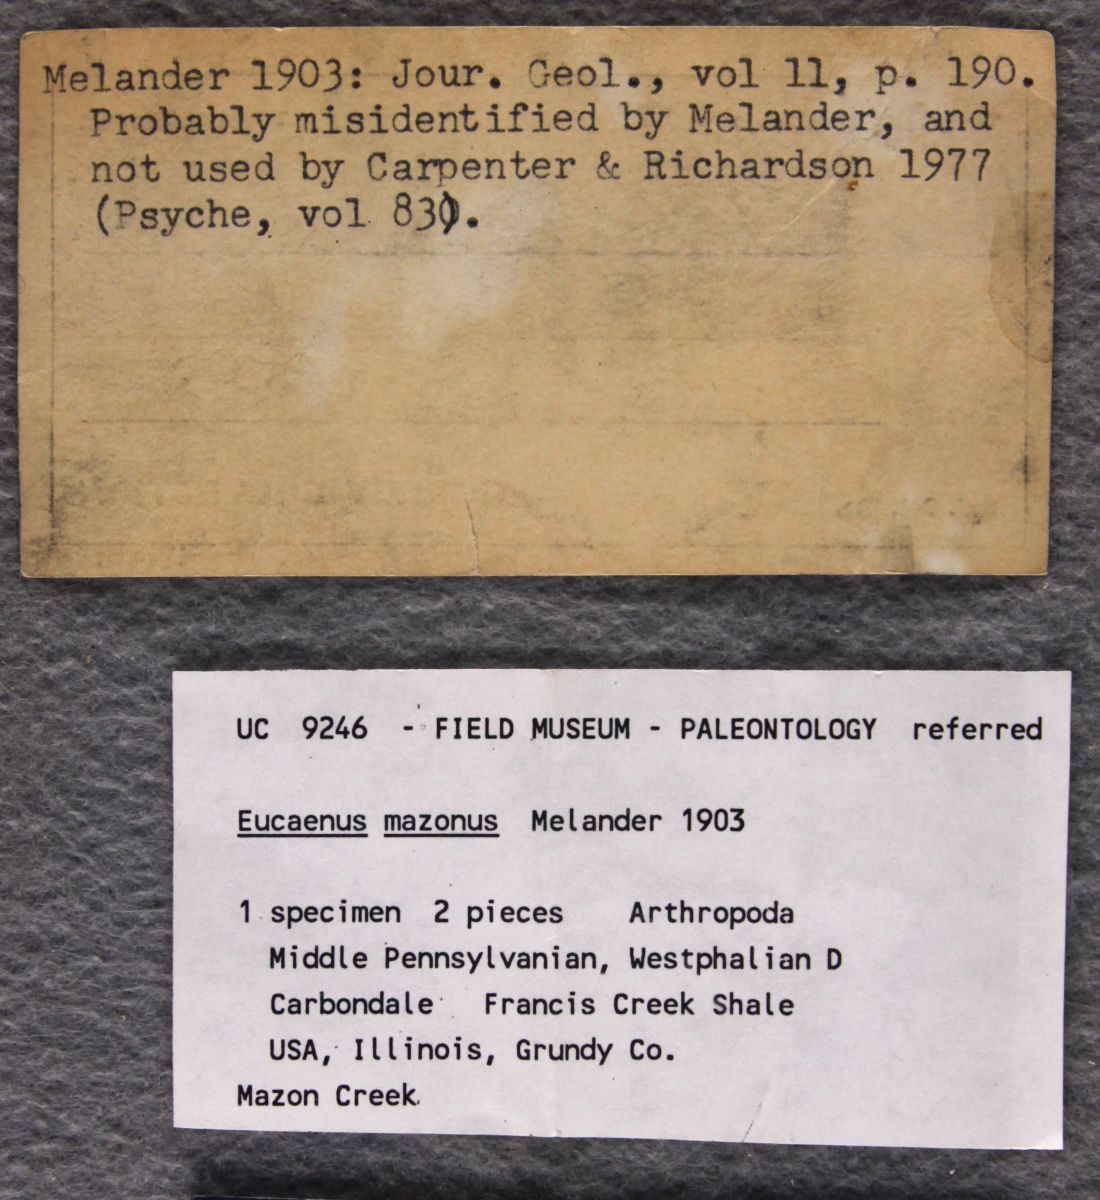 Melander 1903: Jour. Geol., vol 11, p. 190.
Probably misidentified by Melander, and
not used by Carpenter & Richardson 1977
(Psyche, vol 83).
UC 9246 - FIELD MUSEUM - PALEONTOLOGY referred
Eucaenus mazonus Melander 1903
1 specimen 2 pieces Arthropoda
Middle Pennsylvanian, Westphalian D
Carbondale Francis Creek Shale
USA, Illinois, Grundy Co.
Mazon Creek